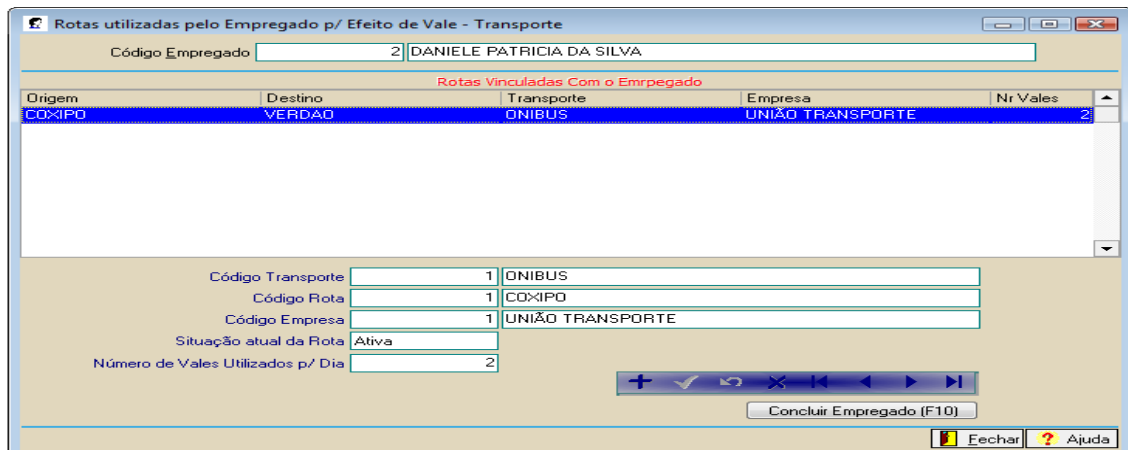 Rotas utilizadas pelo Empregado p/ Efeito de Vale - Transporte
Código Empregado 2 DANIELE PATRICIA DA SILVA
Rotas Vinculadas Com o Emrpegado
Origem Destino Transporte Empresa Nr Vales
COXIPO VERDAO ONIBUS UNIÃO TRANSPORTE 2
Código Transporte 1 ONIBUS
Código Rota 1 COXIPO
Código Empresa 1 UNIÃO TRANSPORTE
Situação atual da Rota Ativa
Número de Vales Utilizados p/ Dia 2
Concluir Empregado (F10)
Fechar ? Ajuda